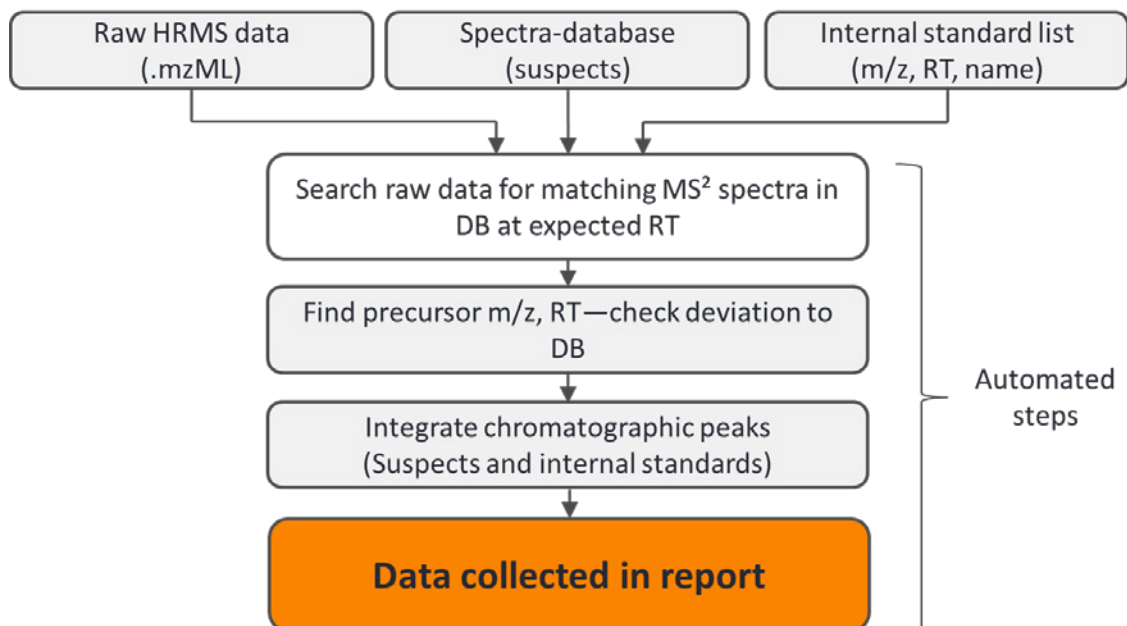 Raw HRMS data
(.mzML)
Spectra-database
(suspects)
Internal standard list
(m/z, RT, name)
Search raw data for matching MS² spectra in
DB at expected RT
Find precursor m/z, RT—check deviation to
DB
Integrate chromatographic peaks
(Suspects and internal standards)
Data collected in report
Automated
steps